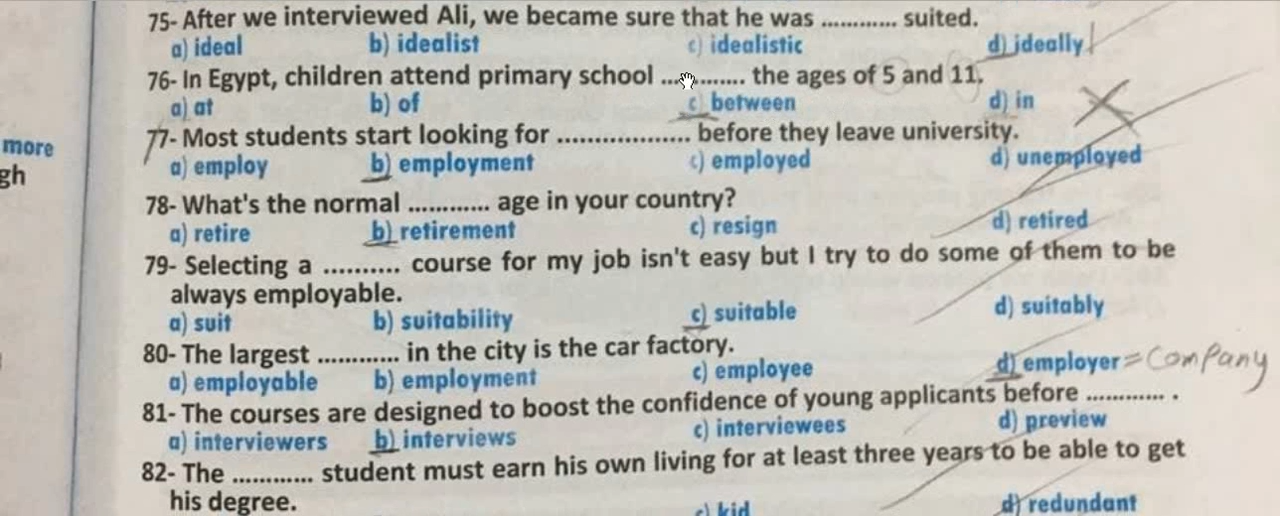 75- After we interviewed Ali, we became sure that he was ............ suited.
a) ideal b) idealist c) idealistic d) ideally
76- In Egypt, children attend primary school .............. the ages of 5 and 11.
a) at b) of c) between d) in
more
77- Most students start looking for ................... before they leave university.
gh
a) employ b) employment c) employed d) unemployed
78- What's the normal ............ age in your country?
a) retire b) retirement c) resign d) retired
79- Selecting a .......... course for my job isn't easy but I try to do some of them to be
always employable.
a) suit b) suitability c) suitable d) suitably
80- The largest ............ in the city is the car factory.
a) employable b) employment c) employee d) employer = Company
81- The courses are designed to boost the confidence of young applicants before ............ .
a) interviewers b) interviews c) interviewees d) preview
82- The ............ student must earn his own living for at least three years to be able to get
his degree.
c) kid d) redundant